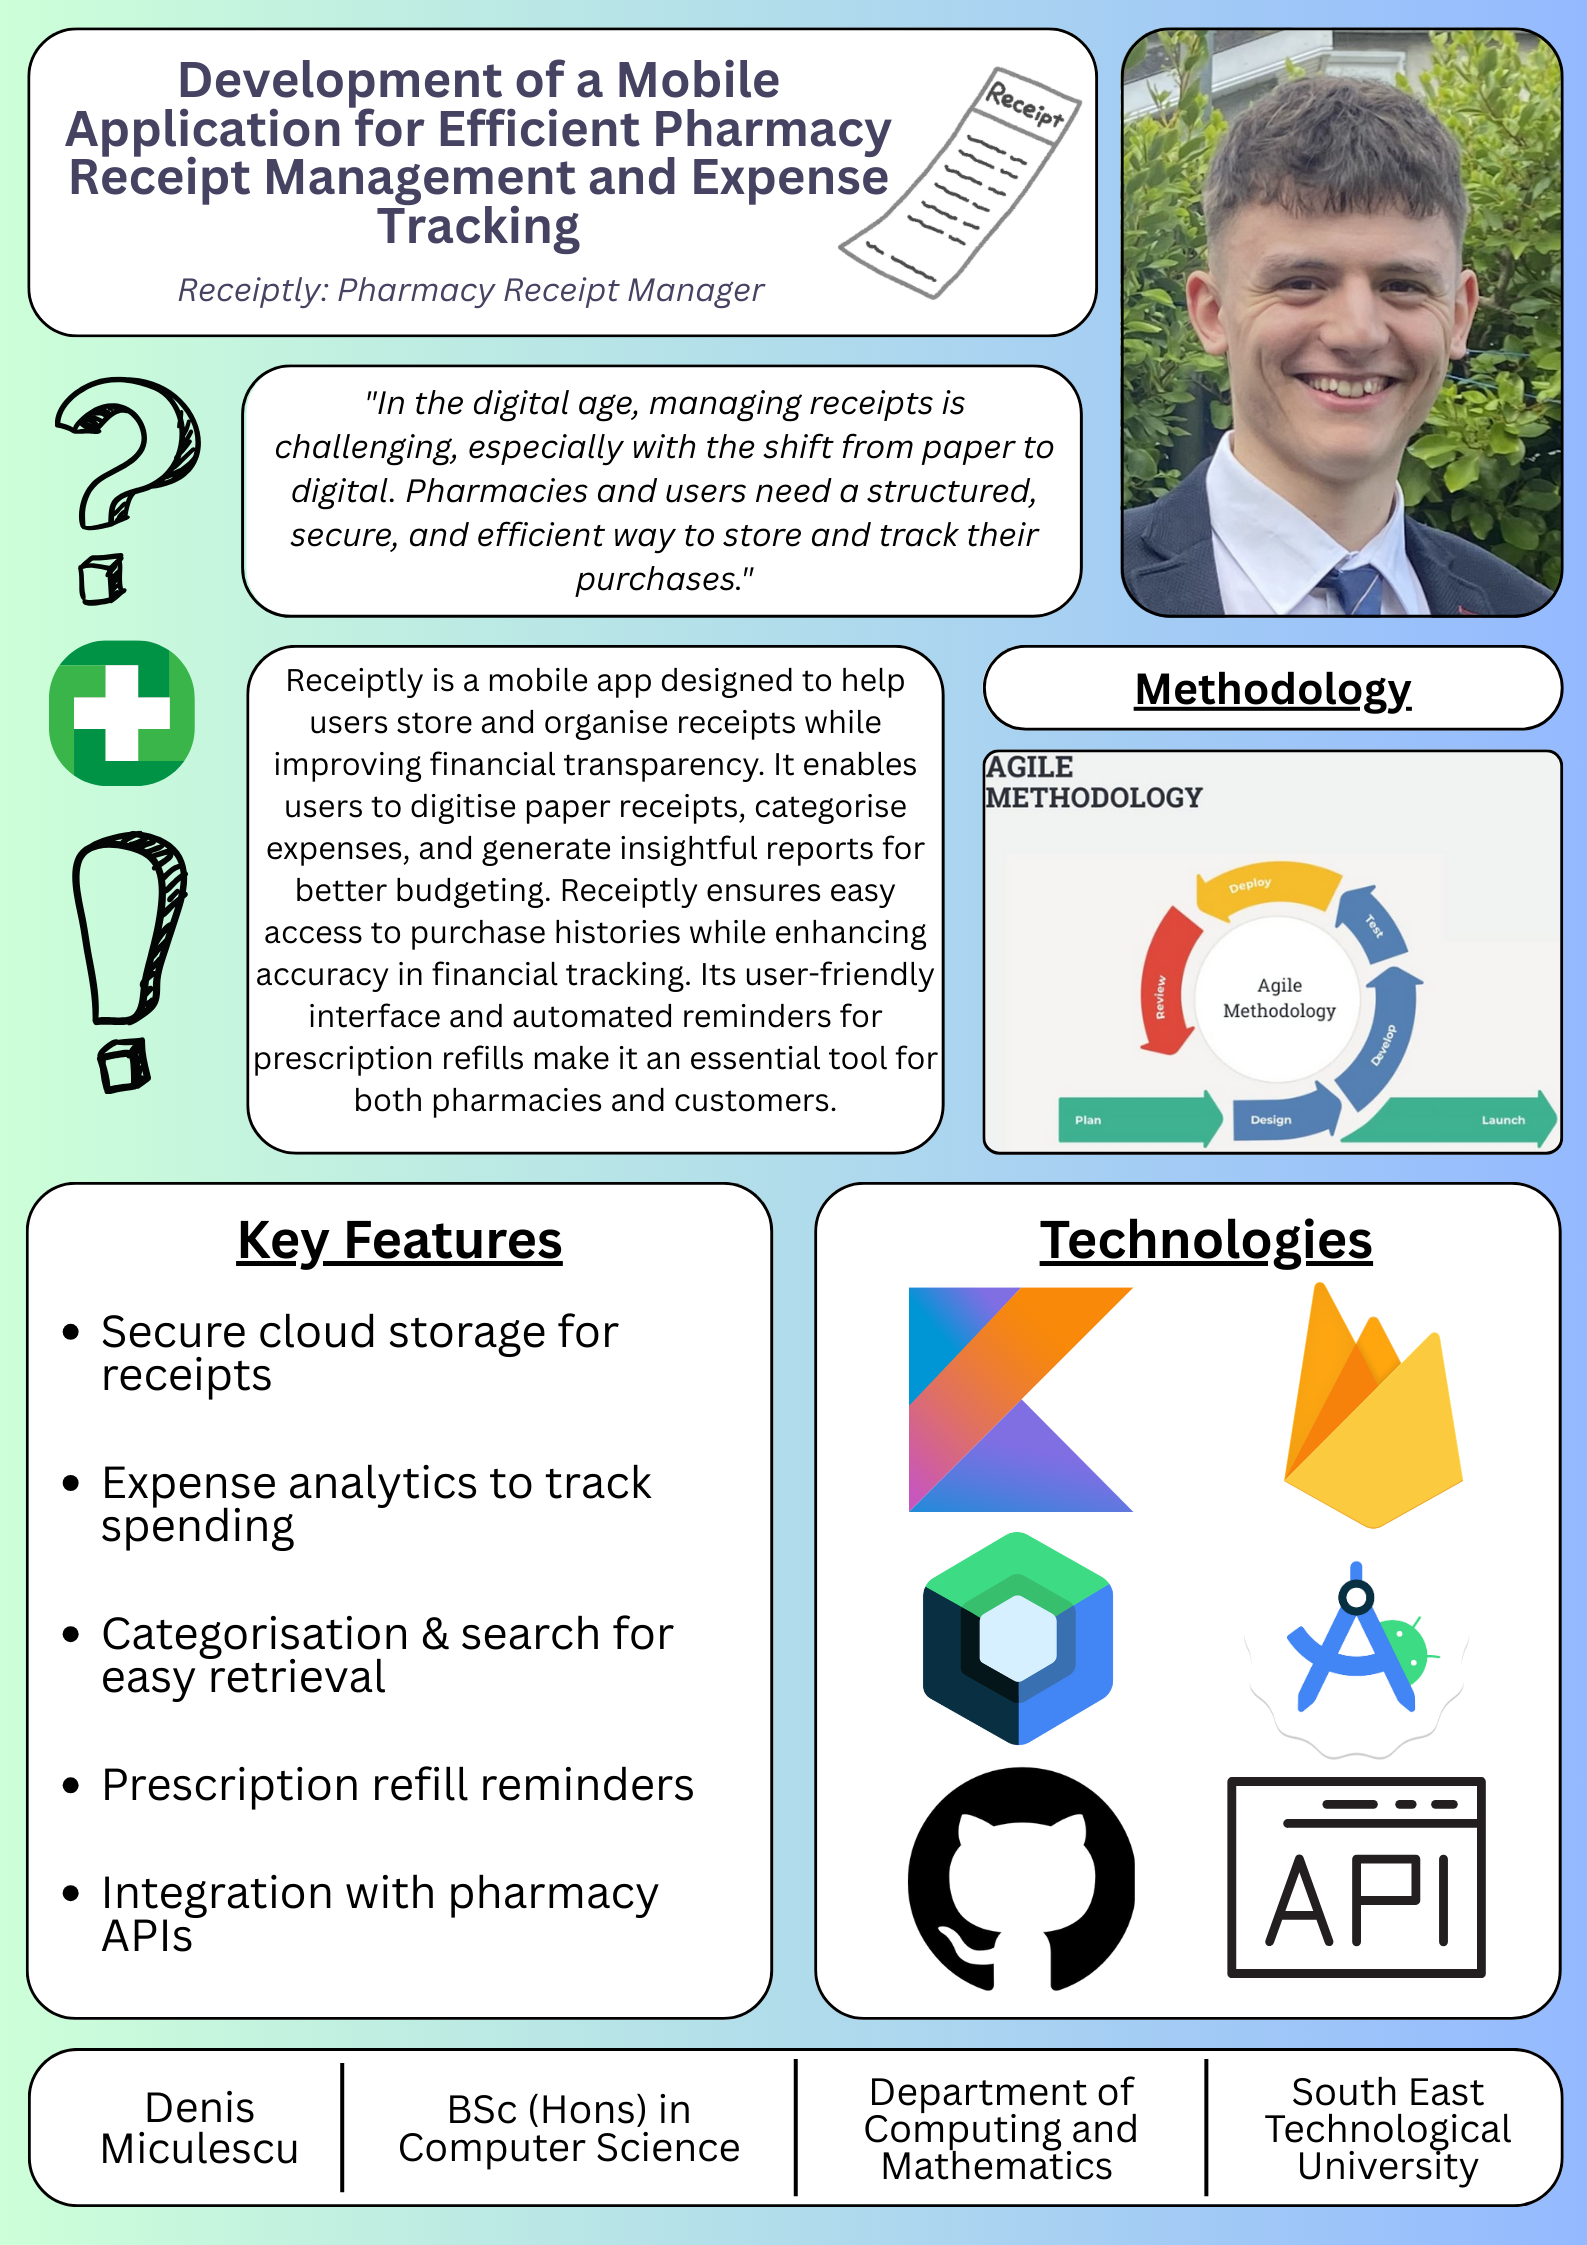 Development of a Mobile
Application for Efficient Pharmacy
Receipt Management and Expense
Tracking
Receiptly: Pharmacy Receipt Manager
Receipt
"In the digital age, managing receipts is
challenging, especially with the shift from paper to
digital. Pharmacies and users need a structured,
secure, and efficient way to store and track their
purchases."
Receiptly is a mobile app designed to help
users store and organise receipts while
improving financial transparency. It enables
users to digitise paper receipts, categorise
expenses, and generate insightful reports for
better budgeting. Receiptly ensures easy
access to purchase histories while enhancing
accuracy in financial tracking. Its user-friendly
interface and automated reminders for
prescription refills make it an essential tool for
both pharmacies and customers.
Methodology
AGILE
METHODOLOGY
Deploy
Test
Review
Agile
Methodology
Develop
Plan
Design
Launch
Key Features
• Secure cloud storage for
receipts
• Expense analytics to track
spending
• Categorisation & search for
easy retrieval
• Prescription refill reminders
• Integration with pharmacy
APIs
Technologies
API
Denis
Miculescu
BSc (Hons) in
Computer Science
Department of
Computing and
Mathematics
South East
Technological
University